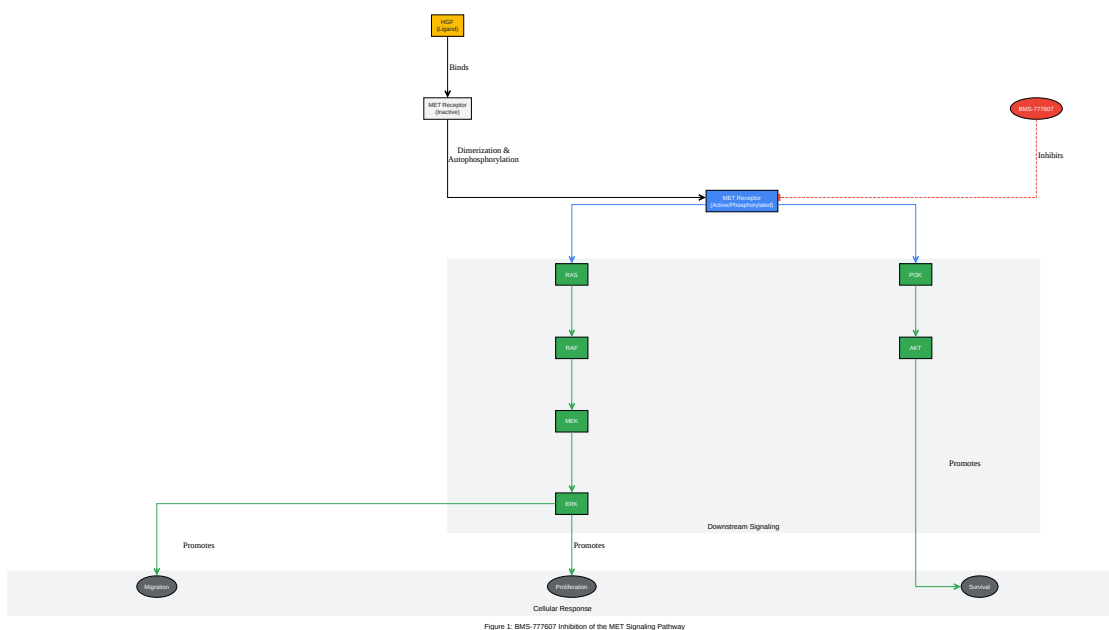 HGF
(Ligand)
Binds
MET Receptor
(Inactive)
BMS-777607
Dimerization &
Autophosphorylation
Inhibits
MET Receptor
(Active/Phosphorylated)
RAS
PI3K
RAF
AKT
MEK
Promotes
ERK
Downstream Signaling
Promotes
Promotes
Migration
Proliferation
Survival
Cellular Response
Figure 1: BMS-777607 Inhibition of the MET Signaling Pathway